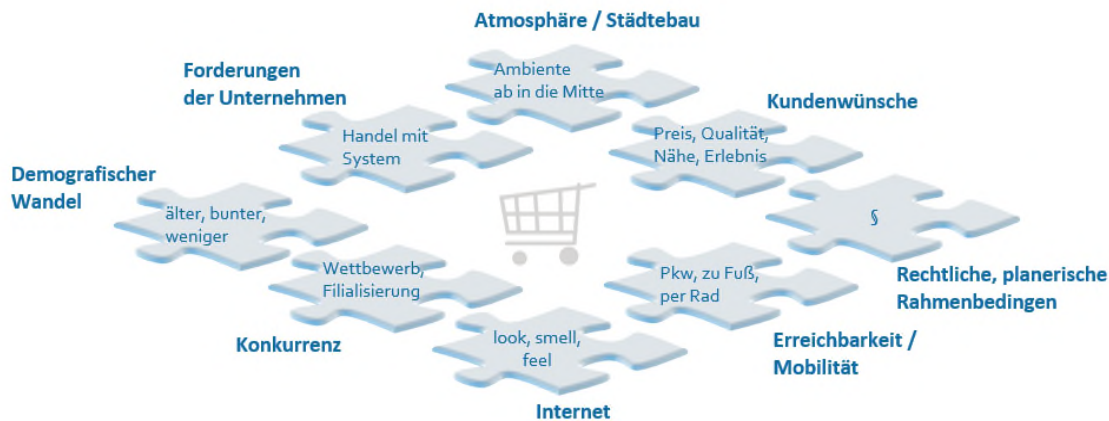 Atmosphäre / Städtebau
Ambiente
ab in die Mitte
Forderungen
der Unternehmen
Handel mit
System
Kundenwünsche
Preis, Qualität,
Nähe, Erlebnis
Demografischer
Wandel
älter, bunter,
weniger
§
Rechtliche, planerische
Rahmenbedingen
Wettbewerb,
Filialisierung
Konkurrenz
Pkw, zu Fuß,
per Rad
Erreichbarkeit /
Mobilität
look, smell,
feel
Internet